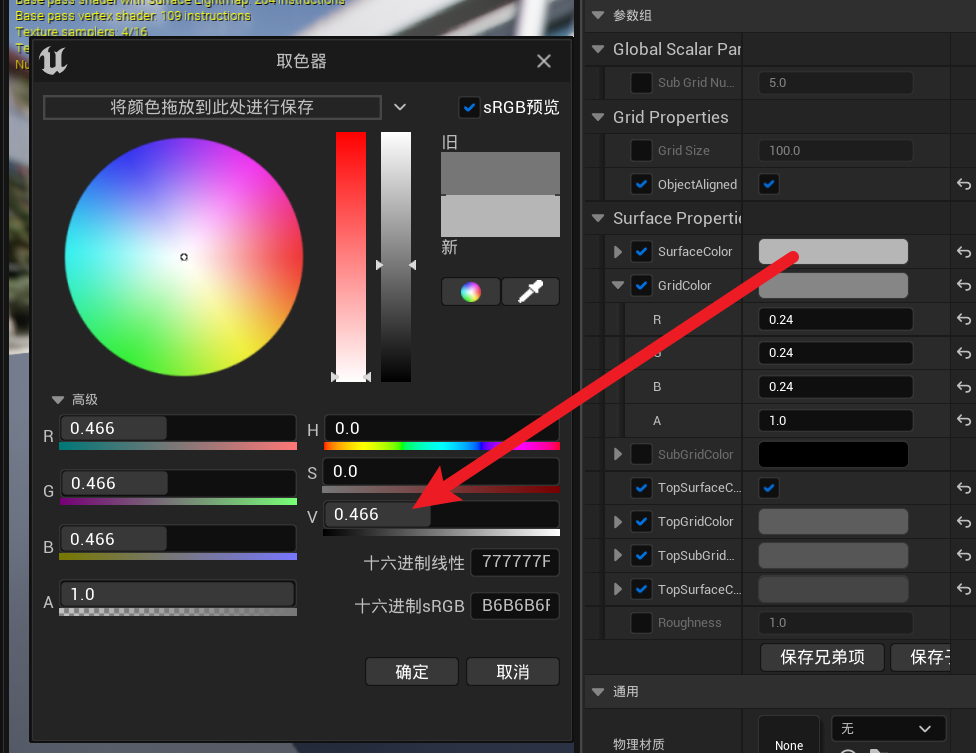 Base pass shader with Surface Lightmap: 204 instructions
Base pass vertex shader: 109 instructions
Texture samplers: 4/16
Te
Nu
取色器
将颜色拖放到此处进行保存
sRGB预览
旧
新
高级
R 0.466
G 0.466
B 0.466
A 1.0
H 0.0
S 0.0
V 0.466
十六进制线性 777777F
十六进制sRGB B6B6B6F
确定
取消
参数组
Global Scalar Par
Sub Grid Nu... 5.0
Grid Properties
Grid Size 100.0
ObjectAligned
Surface Propertie
SurfaceColor
GridColor
R 0.24
G 0.24
B 0.24
A 1.0
SubGridColor
TopSurfaceC...
TopGridColor
TopSubGrid...
TopSurfaceC...
Roughness 1.0
保存兄弟项
保存子
通用
物理材质
None
无